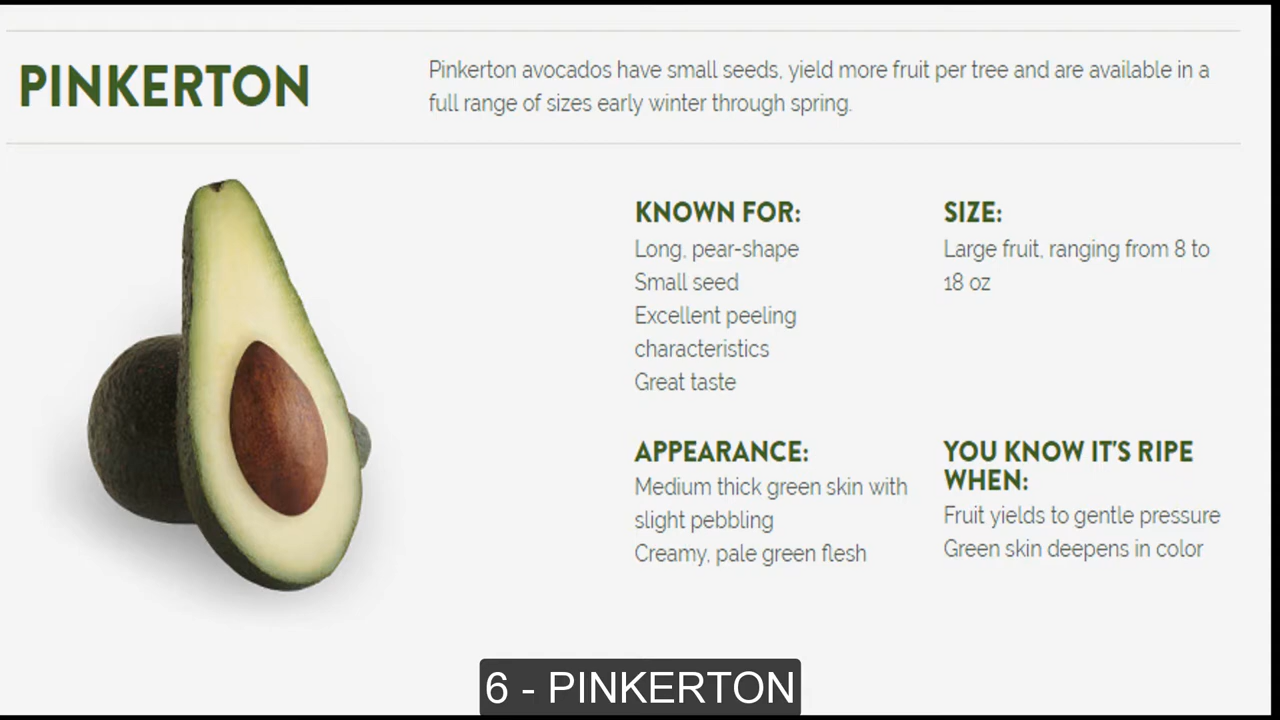 PINKERTON
Pinkerton avocados have small seeds, yield more fruit per tree and are available in a
full range of sizes early winter through spring.
KNOWN FOR:
Long, pear-shape
Small seed
Excellent peeling
characteristics
Great taste
SIZE:
Large fruit, ranging from 8 to
18 oz
APPEARANCE:
Medium thick green skin with
slight pebbling
Creamy, pale green flesh
YOU KNOW IT'S RIPE
WHEN:
Fruit yields to gentle pressure
Green skin deepens in color
6 - PINKERTON